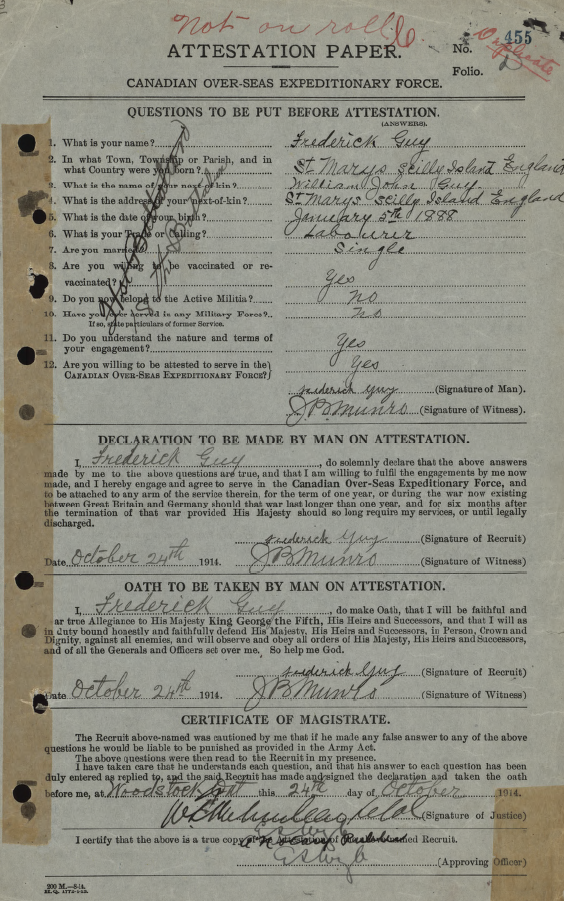 Not on rolls
ATTESTATION PAPER.
No. 455
Duplicate
Folio.
CANADIAN OVER-SEAS EXPEDITIONARY FORCE.
QUESTIONS TO BE PUT BEFORE ATTESTATION.
(ANSWERS).
1. What is your name? Frederick Guy
2. In what Town, Township or Parish, and in
what Country were you born? St Marys Scilly Island England
3. What is the name of your next-of-kin? William John Guy
4. What is the address of your next-of-kin? St Marys Scilly Island England
5. What is the date of your birth? January 5th 1888
6. What is your Trade or Calling? Labourer
7. Are you married? Single
8. Are you willing to be vaccinated or re-
vaccinated? Yes
9. Do you now belong to the Active Militia? No
10. Have you ever served in any Military Force? No
If so, state particulars of former Service.
11. Do you understand the nature and terms of
your engagement? Yes
12. Are you willing to be attested to serve in the
CANADIAN OVER-SEAS EXPEDITIONARY FORCE? Yes
Frederick Guy (Signature of Man).
J B Munro (Signature of Witness).
DECLARATION TO BE MADE BY MAN ON ATTESTATION.
I, Frederick Guy, do solemnly declare that the above answers
made by me to the above questions are true, and that I am willing to fulfil the engagements by me now
made, and I hereby engage and agree to serve in the Canadian Over-Seas Expeditionary Force, and
to be attached to any arm of the service therein, for the term of one year, or during the war now existing
between Great Britain and Germany should that war last longer than one year, and for six months after
the termination of that war provided His Majesty should so long require my services, or until legally
discharged.
Frederick Guy (Signature of Recruit)
Date October 24th 1914. J B Munro (Signature of Witness)
OATH TO BE TAKEN BY MAN ON ATTESTATION.
I, Frederick Guy, do make Oath, that I will be faithful and
ar true Allegiance to His Majesty King George the Fifth, His Heirs and Successors, and that I will as
in duty bound honestly and faithfully defend His Majesty, His Heirs and Successors, in Person, Crown and
Dignity, against all enemies, and will observe and obey all orders of His Majesty, His Heirs and Successors,
and of all the Generals and Officers set over me. So help me God.
Frederick Guy (Signature of Recruit)
Date October 24th 1914. J B Munro (Signature of Witness)
CERTIFICATE OF MAGISTRATE.
The Recruit above-named was cautioned by me that if he made any false answer to any of the above
questions he would be liable to be punished as provided in the Army Act.
The above questions were then read to the Recruit in my presence.
I have taken care that he understands each question, and that his answer to each question has been
duly entered as replied to, and the said Recruit has made and signed the declaration and taken the oath
before me, at Woodstock Ont this 24th day of October 1914.
(Signature of Justice)
I certify that the above is a true copy of the Attestation of the above-named Recruit.
(Approving Officer)
200 M.—8-14.
H.Q. 1772-1-13.